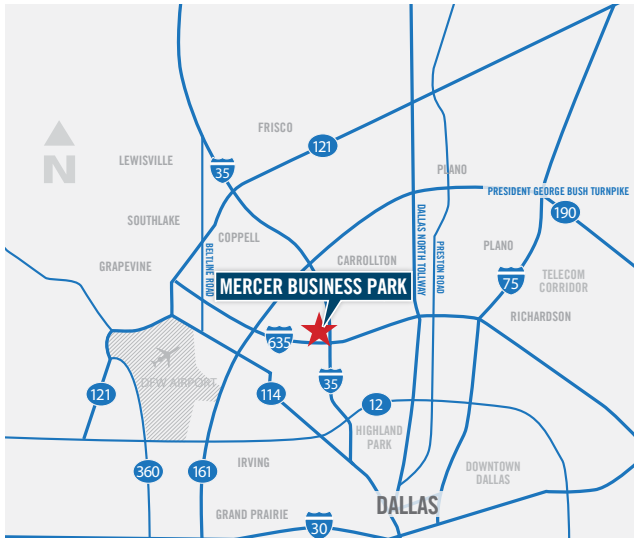 FRISCO
121
N
LEWISVILLE
35
PLANO
PRESIDENT GEORGE BUSH TURNPIKE
190
SOUTHLAKE
COPPELL
BELTLINE ROAD
DALLAS NORTH TOLLWAY
PRESTON ROAD
PLANO
GRAPEVINE
CARROLLTON
75
TELECOM
CORRIDOR
MERCER BUSINESS PARK
RICHARDSON
635
DFW AIRPORT
35
121
114
12
HIGHLAND
PARK
IRVING
360
161
DOWNTOWN
DALLAS
DALLAS
GRAND PRAIRIE
30